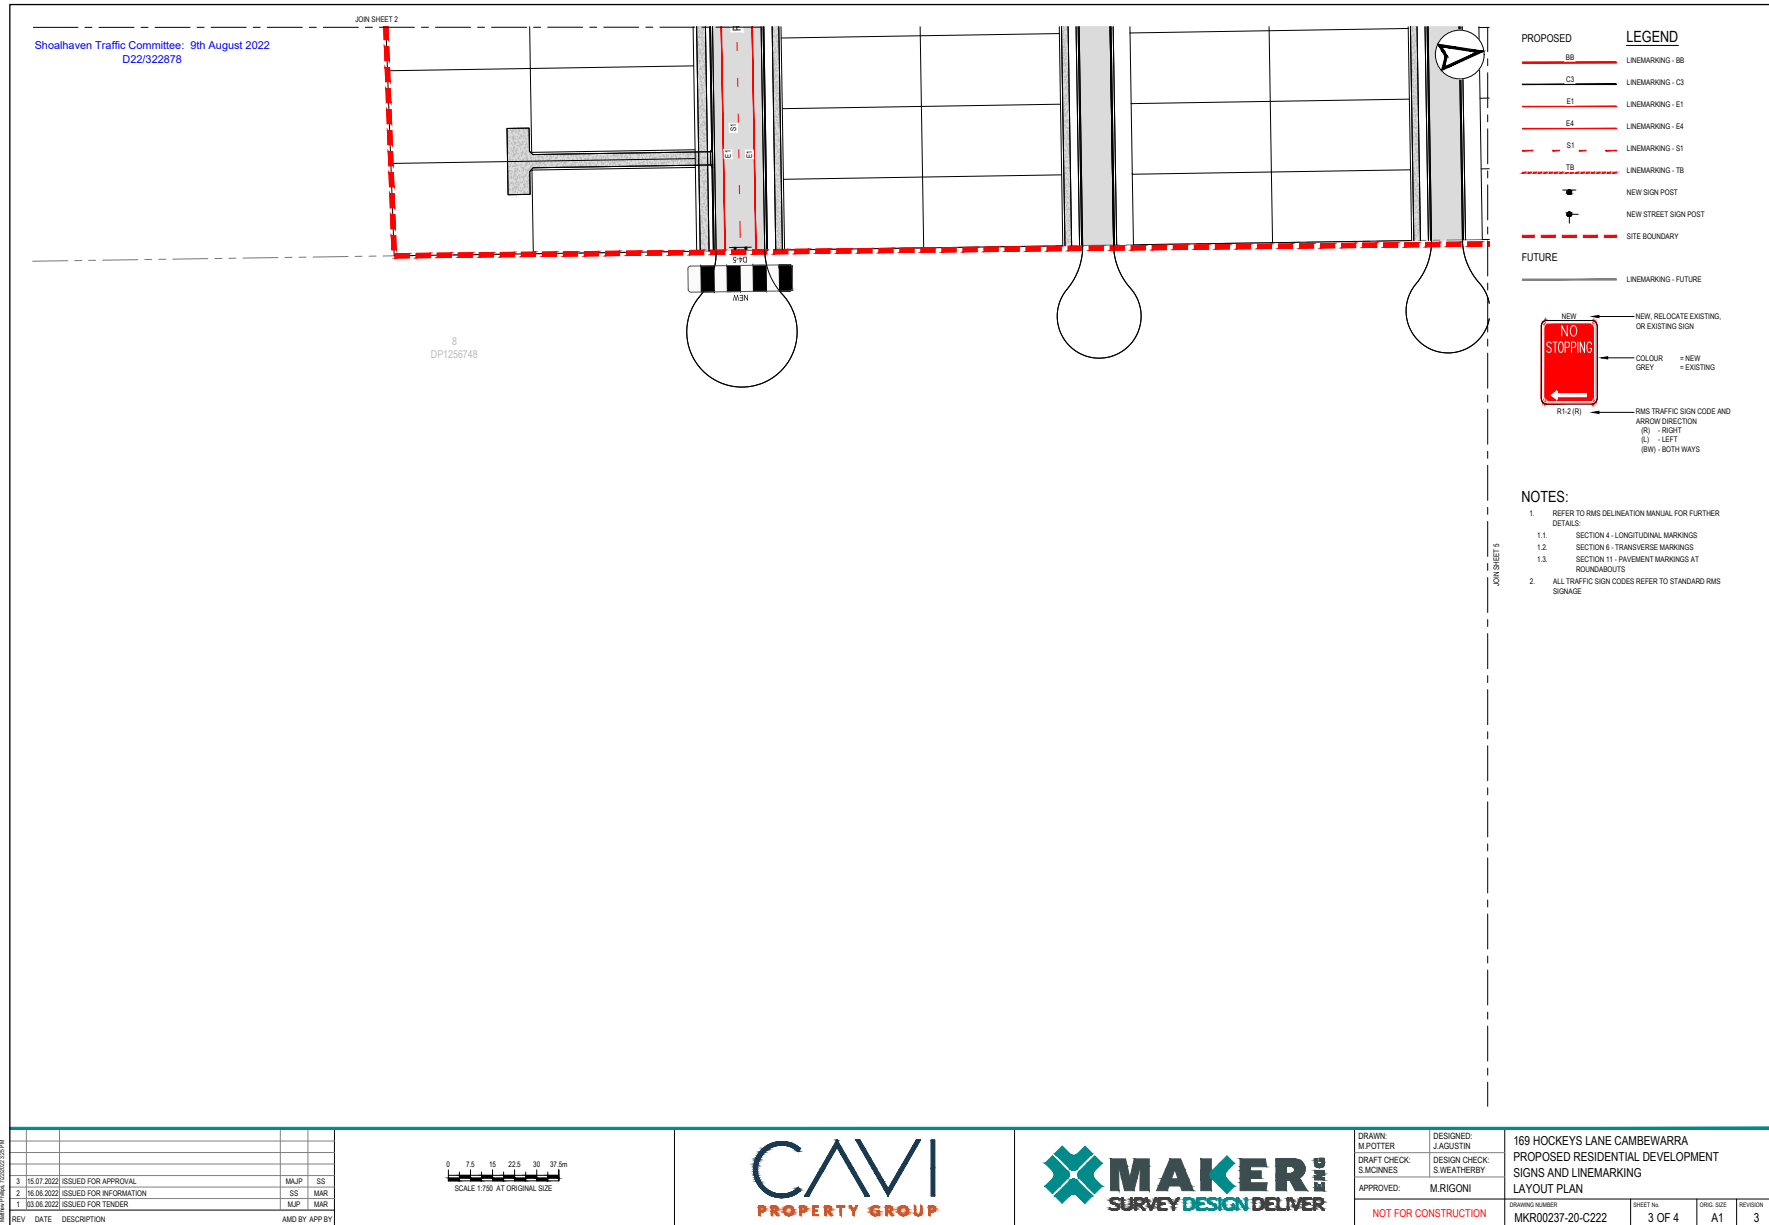 JOIN SHEET 2
Shoalhaven Traffic Committee: 9th August 2022
D22/322878
S1
E1
E1
D4-5
NEW
8
DP1256748
JOIN SHEET 5
PROPOSED
LEGEND
BB
LINEMARKING - BB
C3
LINEMARKING - C3
E1
LINEMARKING - E1
E4
LINEMARKING - E4
S1
LINEMARKING - S1
TB
LINEMARKING - TB
NEW SIGN POST
NEW STREET SIGN POST
SITE BOUNDARY
FUTURE
LINEMARKING - FUTURE
NEW
NO
STOPPING
R1-2 (R)
NEW, RELOCATE EXISTING,
OR EXISTING SIGN
COLOUR = NEW
GREY = EXISTING
RMS TRAFFIC SIGN CODE AND
ARROW DIRECTION
(R) - RIGHT
(L) - LEFT
(BW) - BOTH WAYS
NOTES:
1. REFER TO RMS DELINEATION MANUAL FOR FURTHER
DETAILS:
1.1. SECTION 4 - LONGITUDINAL MARKINGS
1.2. SECTION 6 - TRANSVERSE MARKINGS
1.3. SECTION 11 - PAVEMENT MARKINGS AT
ROUNDABOUTS
2. ALL TRAFFIC SIGN CODES REFER TO STANDARD RMS
SIGNAGE
3 15.07.2022 ISSUED FOR APPROVAL MAJP SS
2 16.06.2022 ISSUED FOR INFORMATION SS MAR
1 03.06.2022 ISSUED FOR TENDER MJP MAR
REV DATE DESCRIPTION AMD BY APP BY
0 7.5 15 22.5 30 37.5m
SCALE 1:750 AT ORIGINAL SIZE
CAVI
PROPERTY GROUP
MAKER ENG
SURVEY DESIGN DELIVER
DRAWN:
M.POTTER
DESIGNED:
J.AGUSTIN
DRAFT CHECK:
S.MCINNES
DESIGN CHECK:
S.WEATHERBY
APPROVED: M.RIGONI
NOT FOR CONSTRUCTION
169 HOCKEYS LANE CAMBEWARRA
PROPOSED RESIDENTIAL DEVELOPMENT
SIGNS AND LINEMARKING
LAYOUT PLAN
DRAWING NUMBER
MKR00237-20-C222
SHEET No.
3 OF 4
ORIG. SIZE
A1
REVISION
3